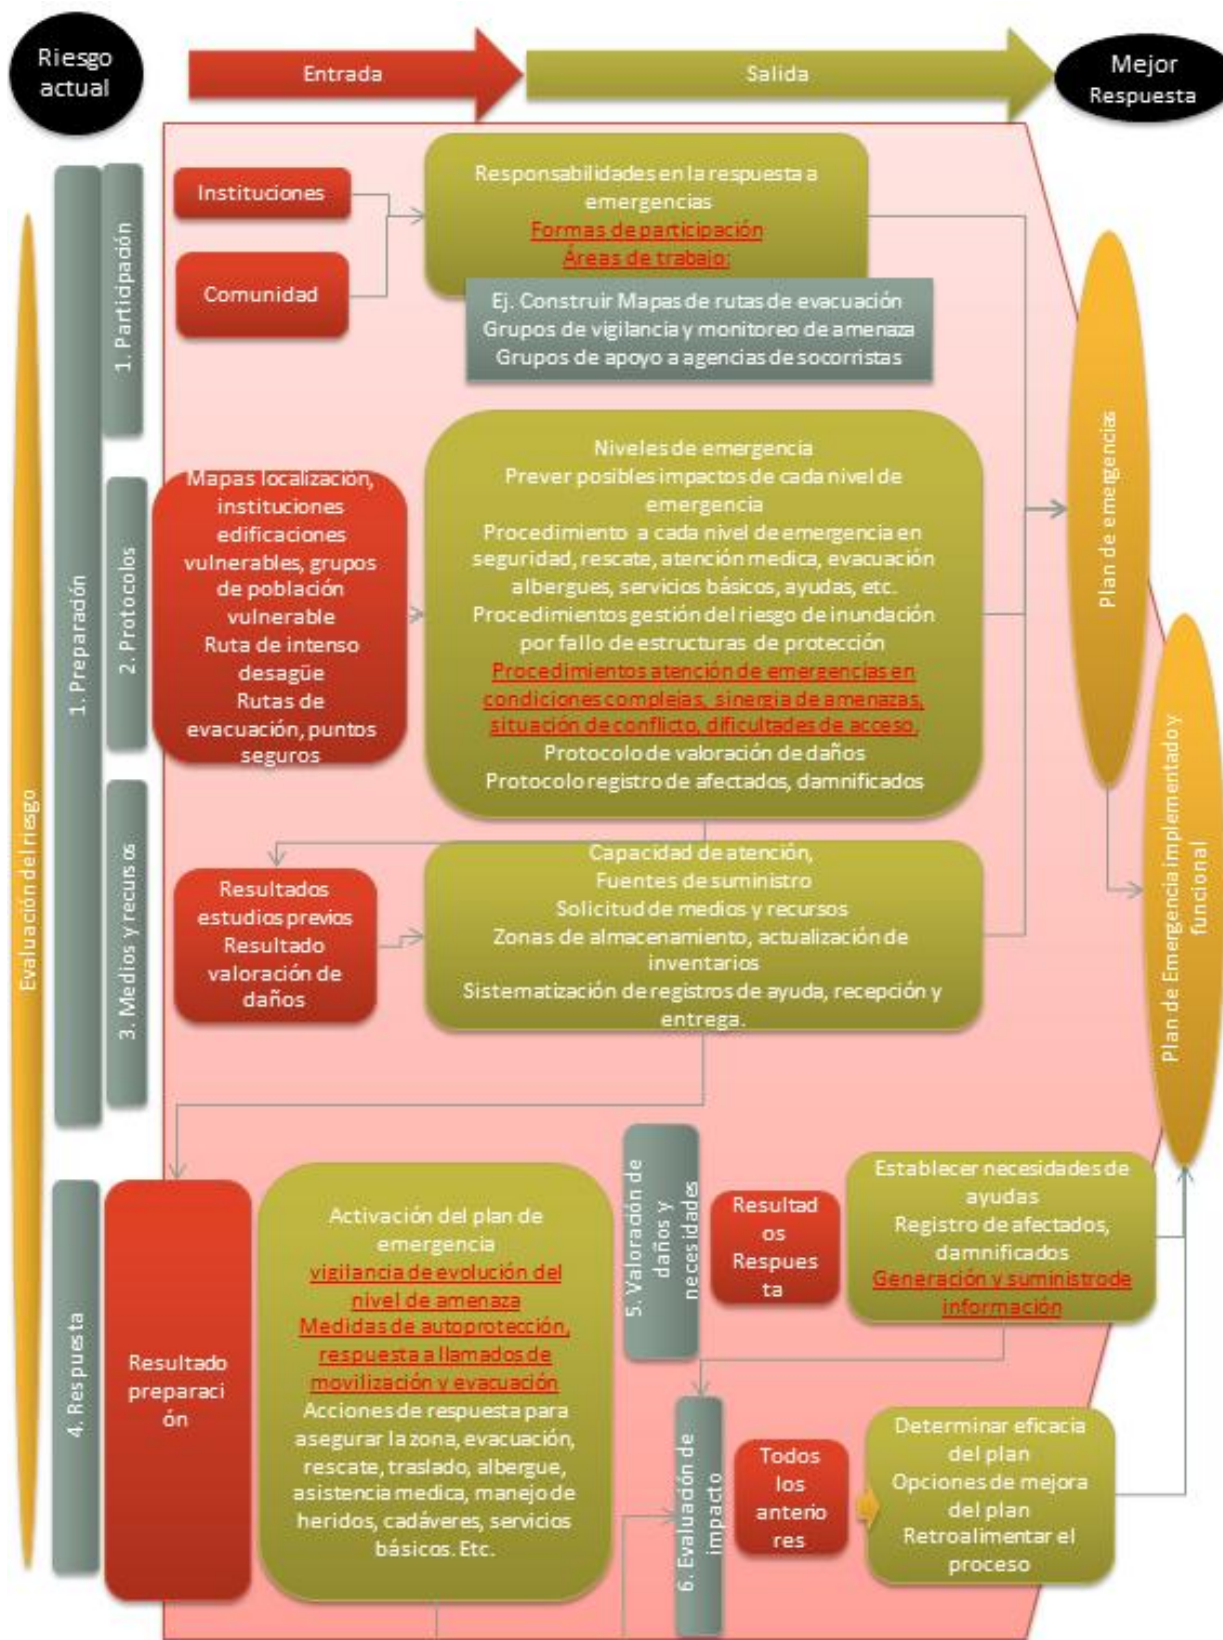 Riesgo
actual
Entrada
Salida
Mejor
Respuesta
Evaluación del riesgo
1. Preparación
1. Participación
Instituciones
Comunidad
Responsabilidades en la respuesta a
emergencias
Formas de participación
Áreas de trabajo:
Ej. Construir Mapas de rutas de evacuación
Grupos de vigilancia y monitoreo de amenaza
Grupos de apoyo a agencias de socorristas
2. Protocolos
Mapas localización,
instituciones
edificaciones
vulnerables, grupos
de población
vulnerable
Ruta de intenso
desagüe
Rutas de
evacuación, puntos
seguros
Niveles de emergencia
Prever posibles impactos de cada nivel de
emergencia
Procedimiento a cada nivel de emergencia en
seguridad, rescate, atención medica, evacuación
albergues, servicios básicos, ayudas, etc.
Procedimientos gestión del riesgo de inundación
por fallo de estructuras de protección
Procedimientos atención de emergencias en
condiciones complejas, sinergia de amenazas,
situación de conflicto, dificultades de acceso.
Protocolo de valoración de daños
Protocolo registro de afectados, damnificados
3. Medios y recursos
Resultados
estudios previos
Resultado
valoración de
daños
Capacidad de atención,
Fuentes de suministro
Solicitud de medios y recursos
Zonas de almacenamiento, actualización de
inventarios
Sistematización de registros de ayuda, recepción y
entrega.
Plan de emergencias
Plan de Emergencia implementado y
funcional
4. Respuesta
Resultado
preparaci
ón
Activación del plan de
emergencia
vigilancia de evolución del
nivel de amenaza
Medidas de autoprotección,
respuesta a llamados de
movilización y evacuación
Acciones de respuesta para
asegurar la zona, evacuación,
rescate, traslado, albergue,
asistencia medica, manejo de
heridos, cadáveres, servicios
básicos. Etc.
5. Valoración de
daños y
necesidades
Resultad
os
Respues
ta
Establecer necesidades de
ayudas
Registro de afectados,
damnificados
Generación y suministrode
información
6. Evaluación de
impacto
Todos
los
anterio
res
Determinar eficacia
del plan
Opciones de mejora
del plan
Retroalimentar el
proceso